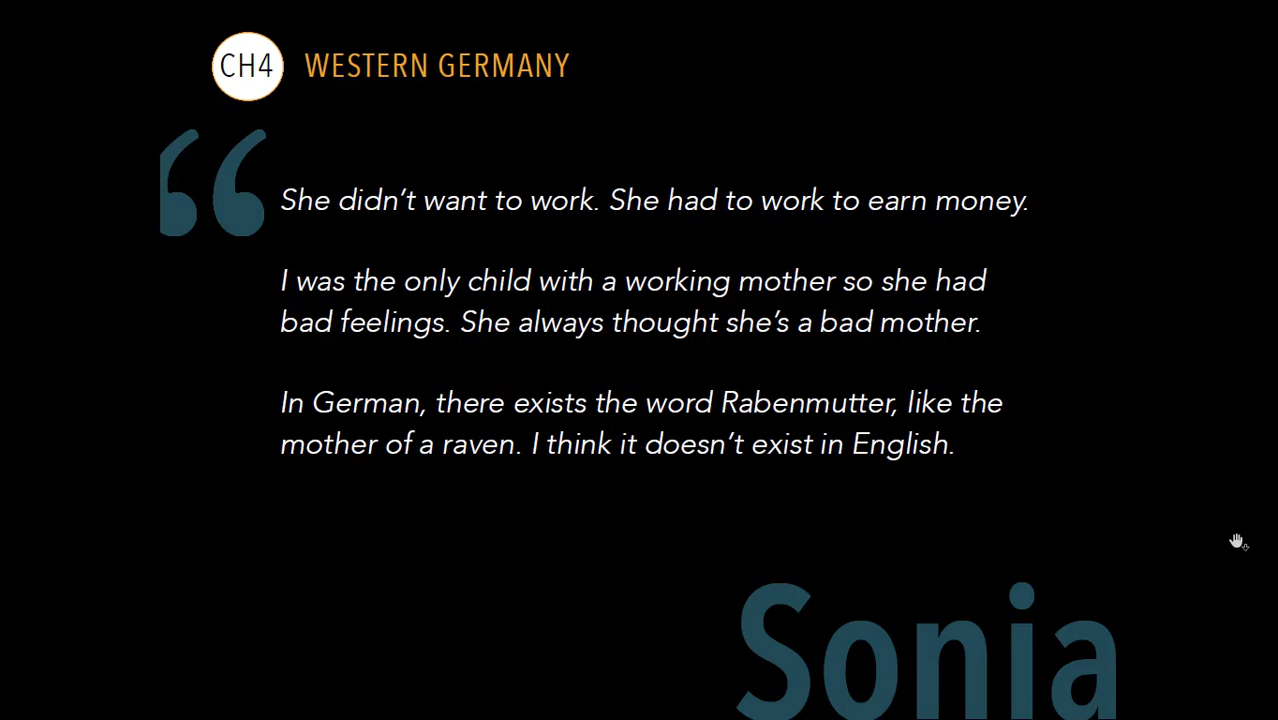 CH4 WESTERN GERMANY
“
She didn’t want to work. She had to work to earn money.
I was the only child with a working mother so she had
bad feelings. She always thought she’s a bad mother.
In German, there exists the word Rabenmutter, like the
mother of a raven. I think it doesn’t exist in English.
Sonia